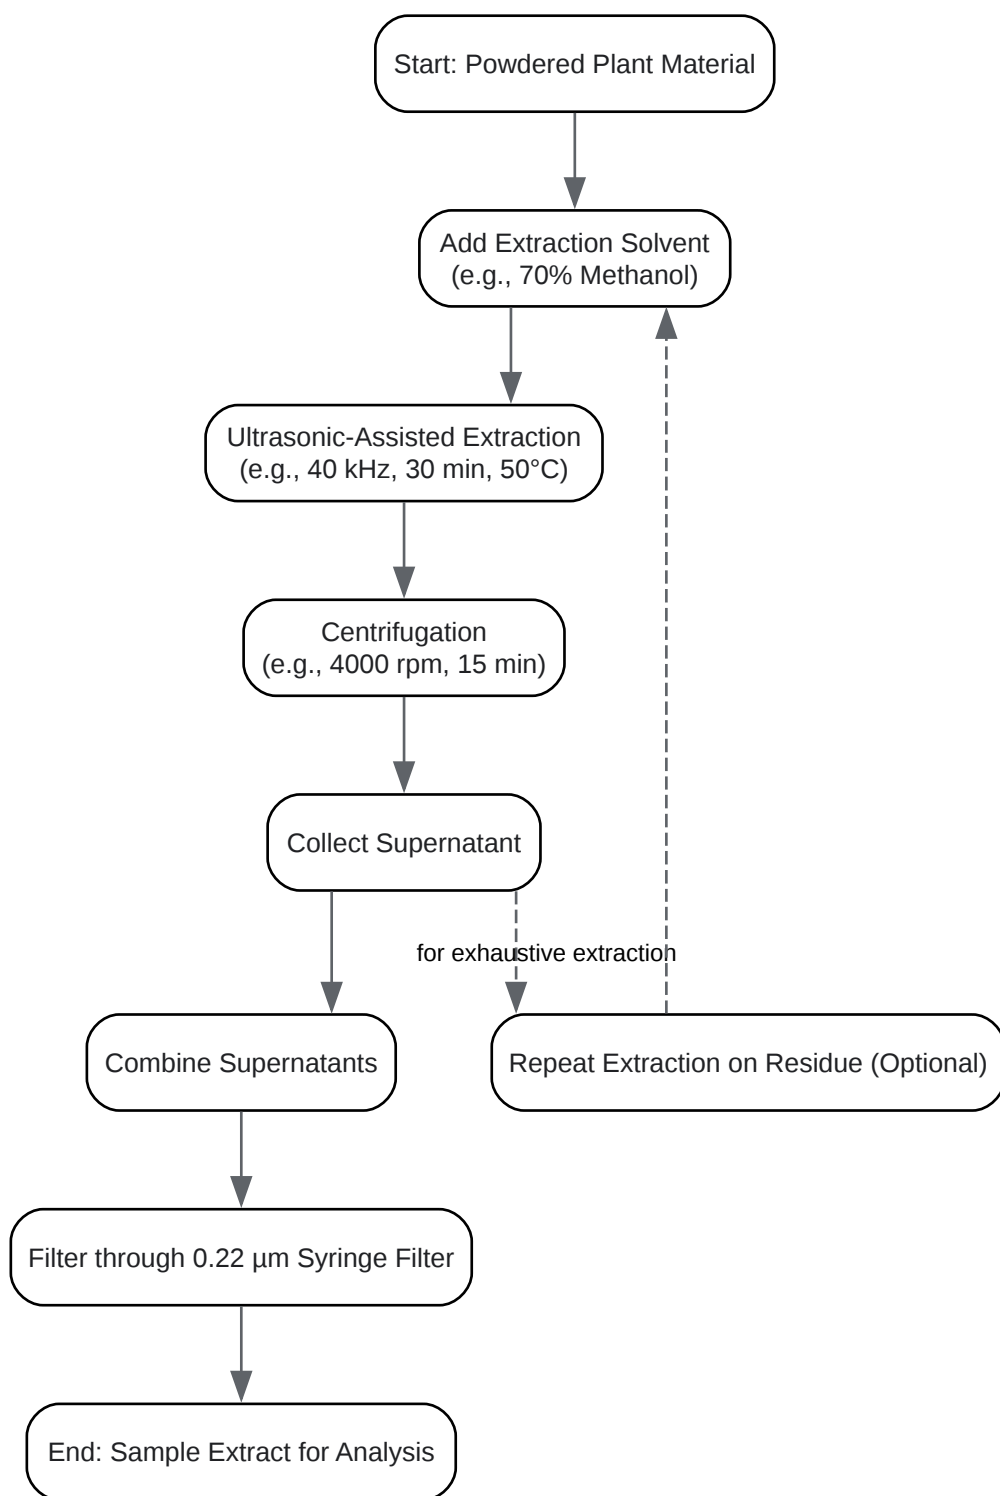 Start: Powdered Plant Material
Add Extraction Solvent
(e.g., 70% Methanol)
Ultrasonic-Assisted Extraction
(e.g., 40 kHz, 30 min, 50°C)
Centrifugation
(e.g., 4000 rpm, 15 min)
Collect Supernatant
for exhaustive extraction
Combine Supernatants
Repeat Extraction on Residue (Optional)
Filter through 0.22 µm Syringe Filter
End: Sample Extract for Analysis